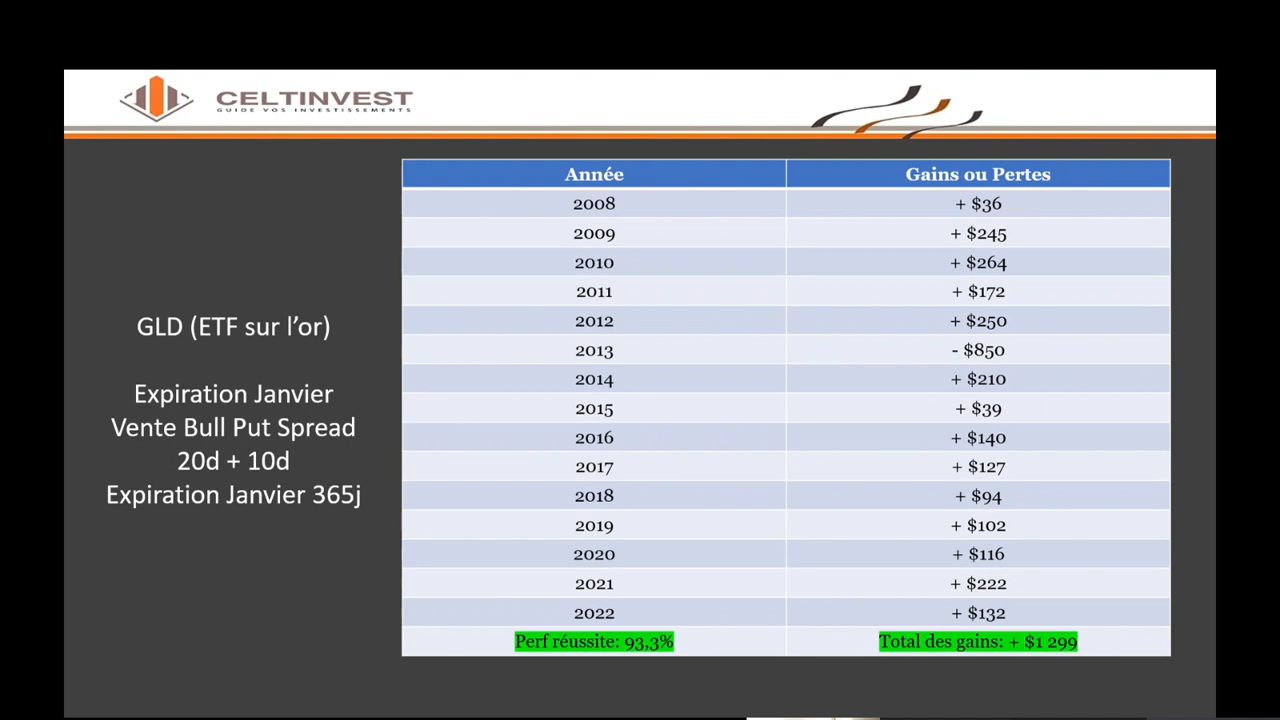 CELTINVEST
GUIDE VOS INVESTISSEMENTS
GLD (ETF sur l’or)
Expiration Janvier
Vente Bull Put Spread
20d + 10d
Expiration Janvier 365j
Année Gains ou Pertes
2008 + $36
2009 + $245
2010 + $264
2011 + $172
2012 + $250
2013 - $850
2014 + $210
2015 + $39
2016 + $140
2017 + $127
2018 + $94
2019 + $102
2020 + $116
2021 + $222
2022 + $132
Perf réussite: 93,3% Total des gains: + $1 299